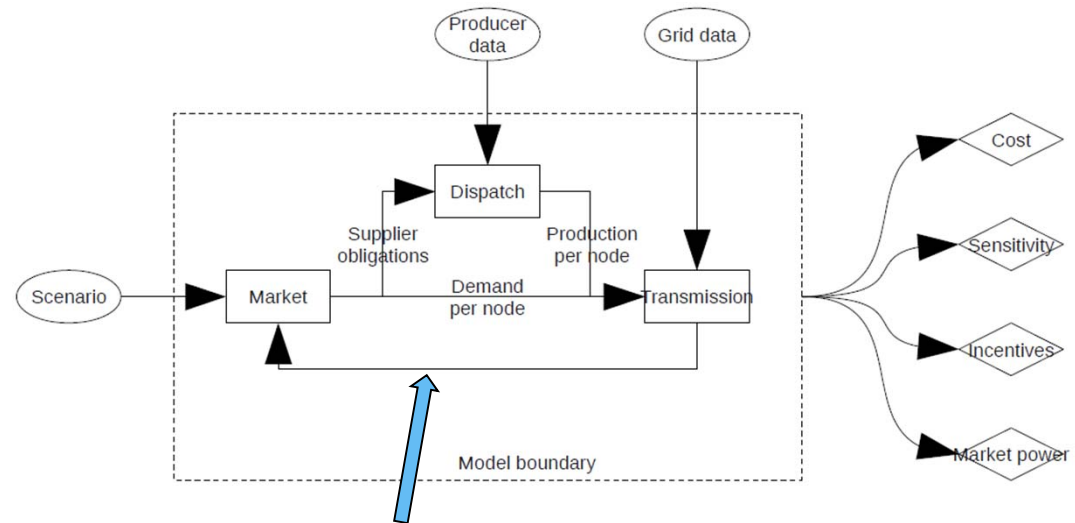 Producer
data
Grid data
Cost
Dispatch
Sensitivity
Supplier
obligations
Production
per node
Scenario
Market
Demand
per node
Transmission
Incentives
Market power
Model boundary